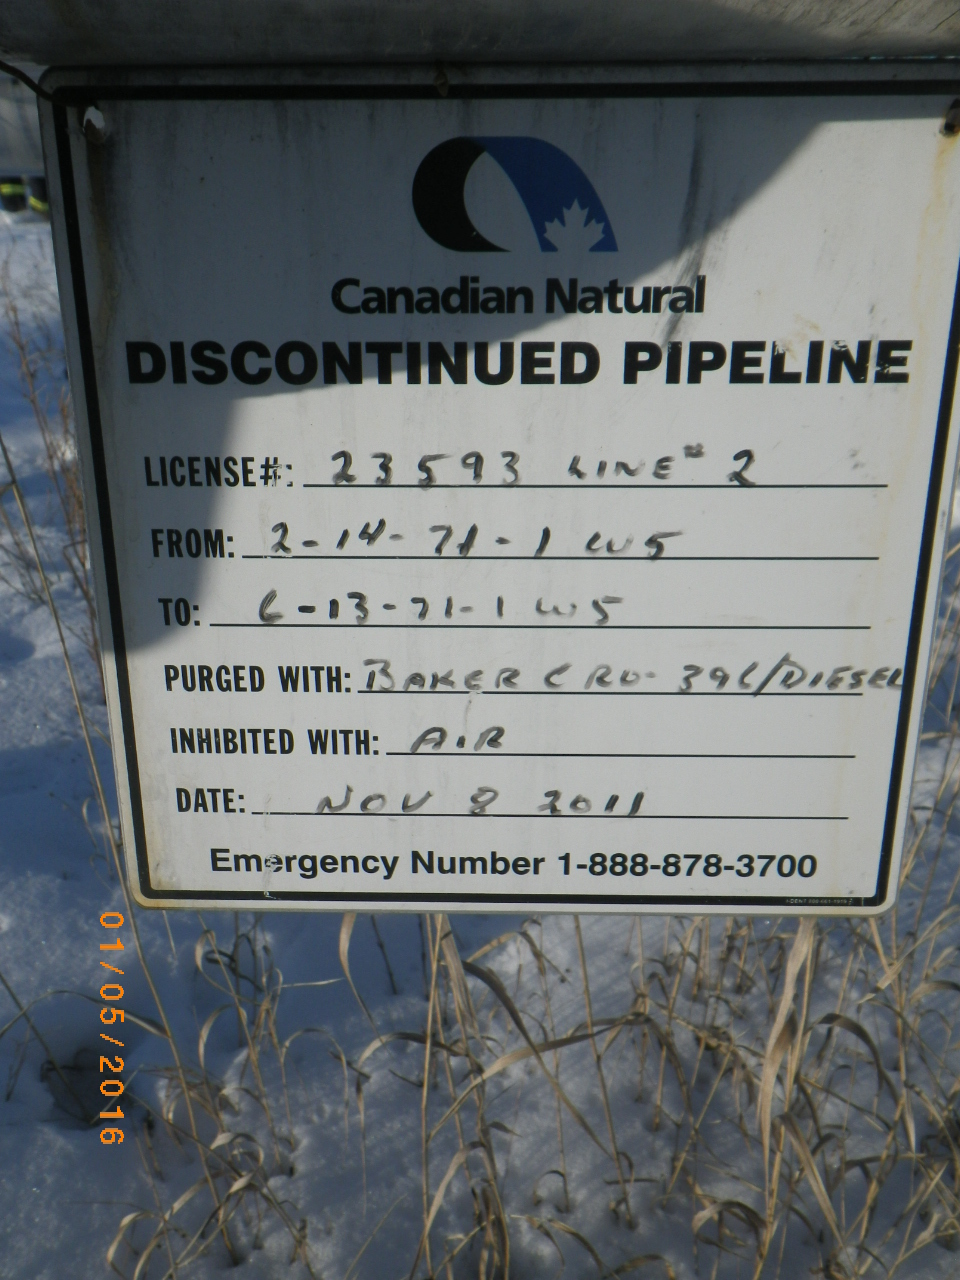 Canadian Natural
DISCONTINUED PIPELINE
LICENSE#: 23593 LINE# 2
FROM: 2-14-71-1 W5
TO: 6-13-71-1 W5
PURGED WITH: BAKER CRO-396/DIESEL
INHIBITED WITH: AIR
DATE: NOV 8 2011
Emergency Number 1-888-878-3700
01/05/2016